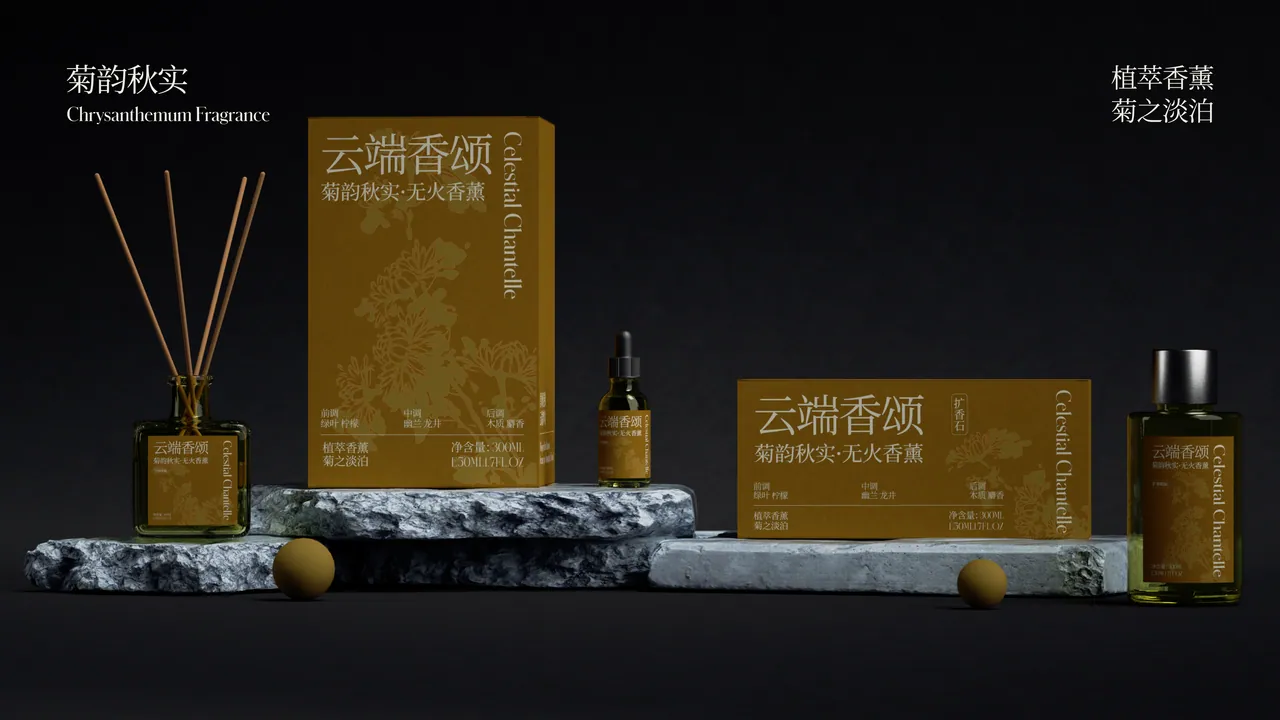 菊韵秋实
Chrysanthemum Fragrance
植萃香薰
菊之淡泊
云端香颂
菊韵秋实·无火香薰
Celestial Chantelle
前调
绿叶 柠檬
中调
幽兰 龙井
后调
木质 麝香
植萃香薰
菊之淡泊
净含量: 300ML
云端香颂
菊韵秋实·无火香薰
Celestial Chantelle
云端香颂
菊韵秋实·无火香薰
云端香颂
菊韵秋实·无火香薰
扩香石
Celestial Chantelle
前调
绿叶 柠檬
中调
幽兰 龙井
后调
木质 麝香
植萃香薰
菊之淡泊
净含量: 300ML
云端香颂
菊韵秋实·无火香薰
Celestial Chantelle